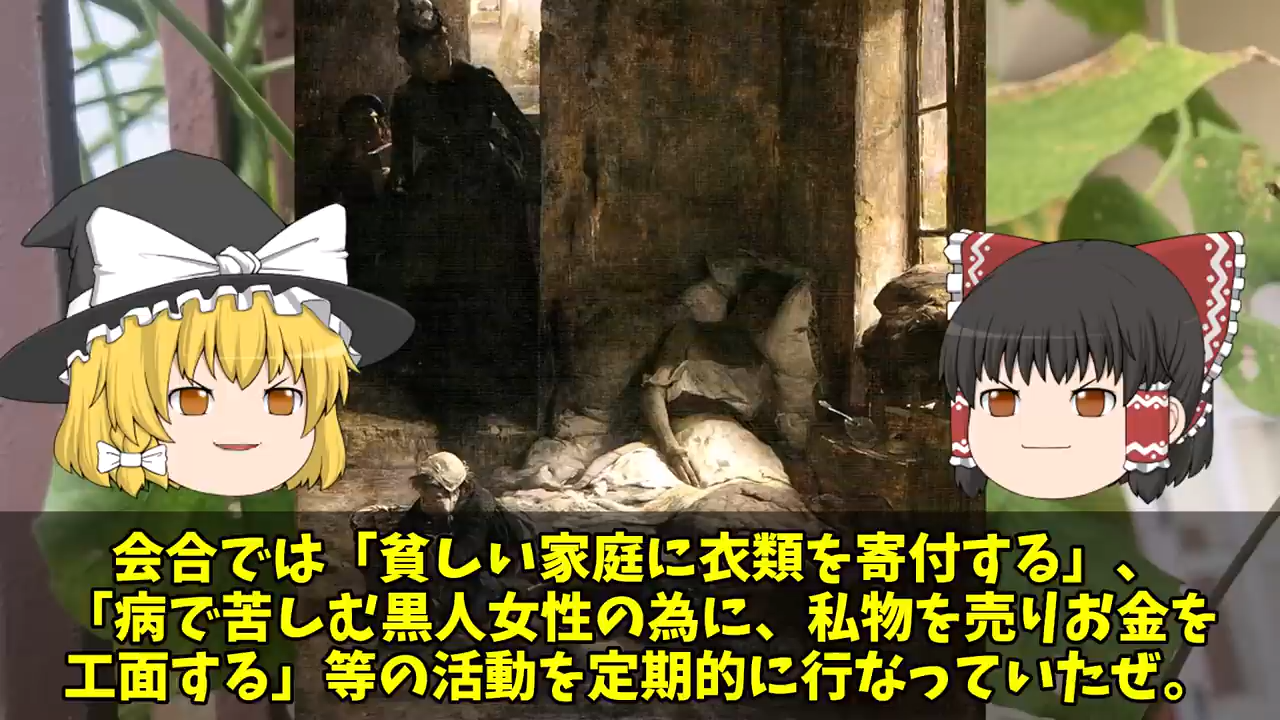 会合では「貧しい家庭に衣類を寄付する」、
「病で苦しむ黒人女性の為に、私物を売りお金を
工面する」等の活動を定期的に行なっていたぜ。